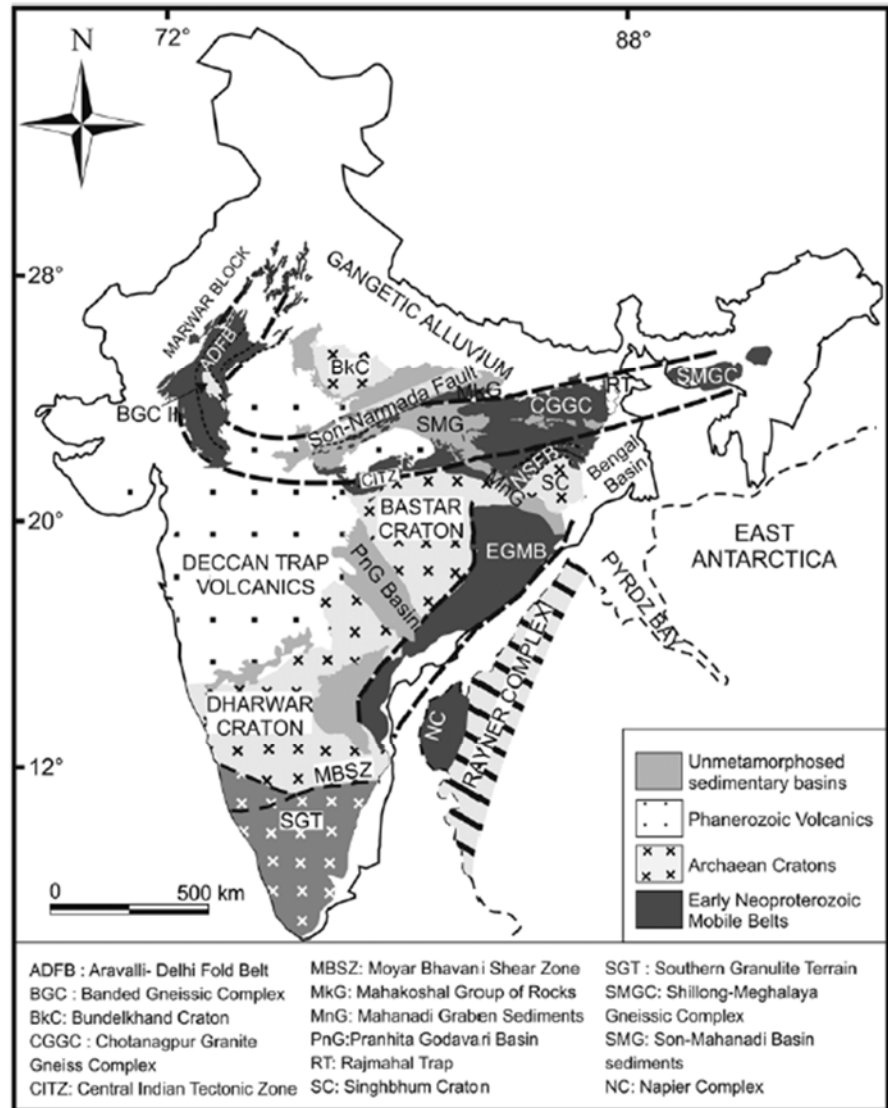 72°
88°
N
28°
20°
12°
MARWAR BLOCK
GANGETIC ALLUVIUM
ADFB
BkC
BGC II
Son-Narmada Fault
MkG
RT
SMGC
CGGC
SMG
CITZ
NSFB
MnG
SC
Bengal
Basin
BASTAR
CRATON
EGMB
EAST
ANTARCTICA
DECCAN TRAP
VOLCANICS
PnG Basin
PYRDZ BAY
RAYNER COMPLEX
NC
DHARWAR
CRATON
MBSZ
SGT
0 500 km
Unmetamorphosed
sedimentary basins
Phanerozoic Volcanics
Archaean Cratons
Early Neoproterozoic
Mobile Belts
ADFB : Aravalli- Delhi Fold Belt
BGC : Banded Gneissic Complex
BkC: Bundelkhand Craton
CGGC : Chotanagpur Granite
Gneiss Complex
CITZ: Central Indian Tectonic Zone
MBSZ: Moyar Bhavani Shear Zone
MkG: Mahakoshal Group of Rocks
MnG: Mahanadi Graben Sediments
PnG:Pranhita Godavari Basin
RT: Rajmahal Trap
SC: Singhbhum Craton
SGT : Southern Granulite Terrain
SMGC: Shillong-Meghalaya
Gneissic Complex
SMG: Son-Mahanadi Basin
sediments
NC: Napier Complex